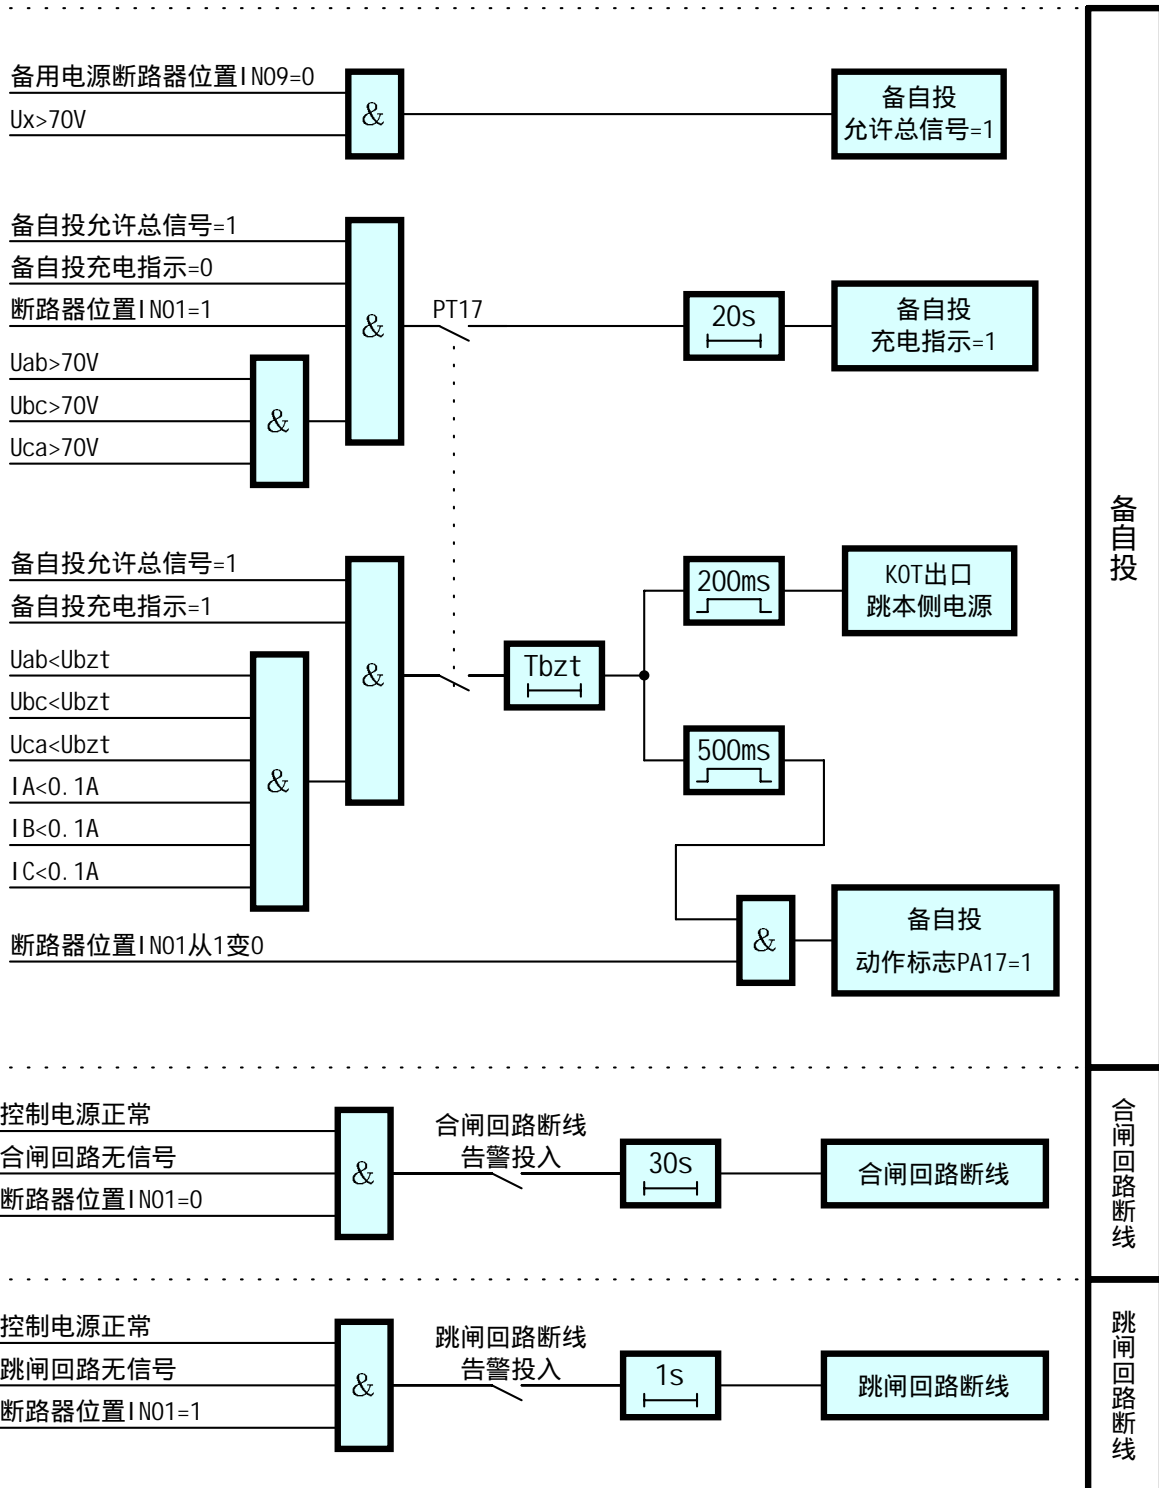 备用电源断路器位置IN09=0
Ux>70V
&
备自投
允许总信号=1
备自投允许总信号=1
备自投充电指示=0
断路器位置IN01=1
Uab>70V
Ubc>70V
Uca>70V
&
&
PT17
20s
备自投
充电指示=1
备自投允许总信号=1
备自投充电指示=1
Uab<Ubzt
Ubc<Ubzt
Uca<Ubzt
IA<0.1A
IB<0.1A
IC<0.1A
&
&
Tbzt
200ms
KOT出口
跳本侧电源
500ms
断路器位置IN01从1变0
&
备自投
动作标志PA17=1
备自投
控制电源正常
合闸回路无信号
断路器位置IN01=0
&
合闸回路断线
告警投入
30s
合闸回路断线
合闸回路断线
控制电源正常
跳闸回路无信号
断路器位置IN01=1
&
跳闸回路断线
告警投入
1s
跳闸回路断线
跳闸回路断线